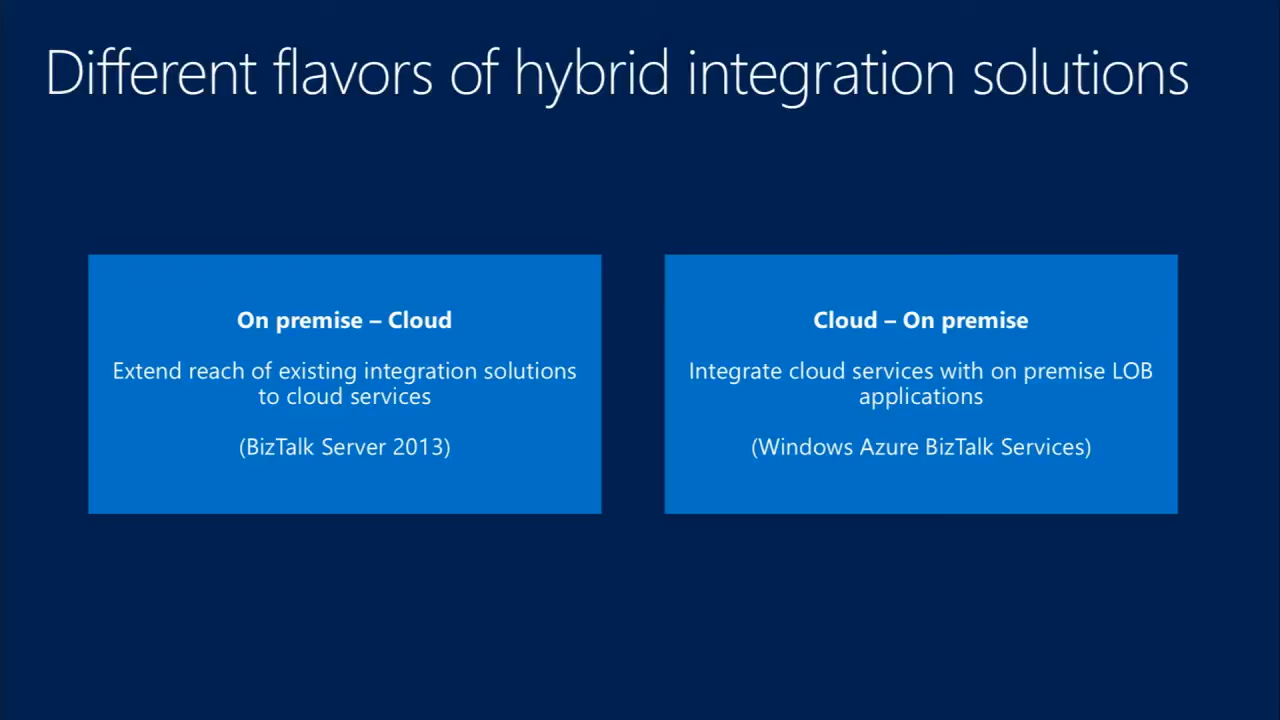 Different flavors of hybrid integration solutions
On premise – Cloud
Extend reach of existing integration solutions
to cloud services
(BizTalk Server 2013)
Cloud – On premise
Integrate cloud services with on premise LOB
applications
(Windows Azure BizTalk Services)